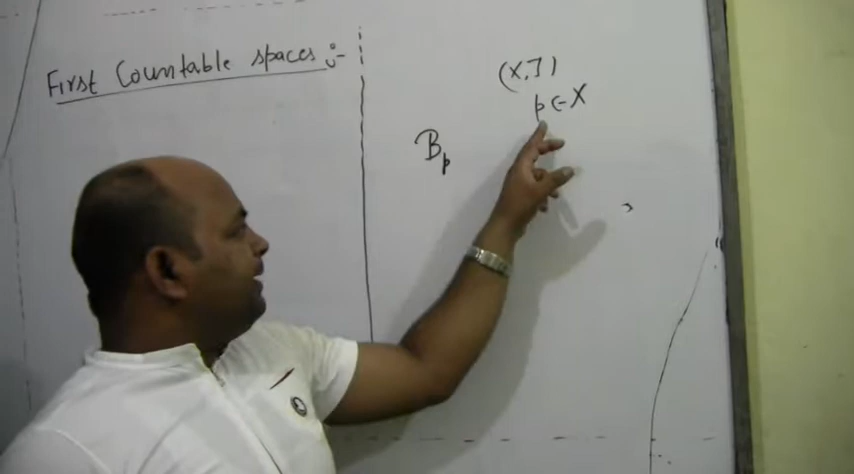 First Countable spaces :-
(X,J)
p∈X
B_p